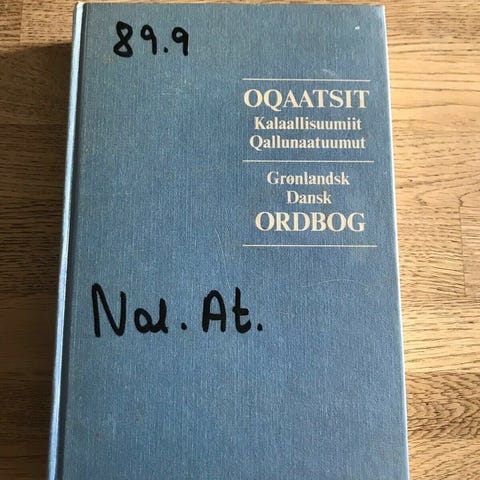 89.9
OQAATSIT
Kalaallisuumiit
Qallunaatuumut
Grønlandsk
Dansk
ORDBOG
Nal. At.